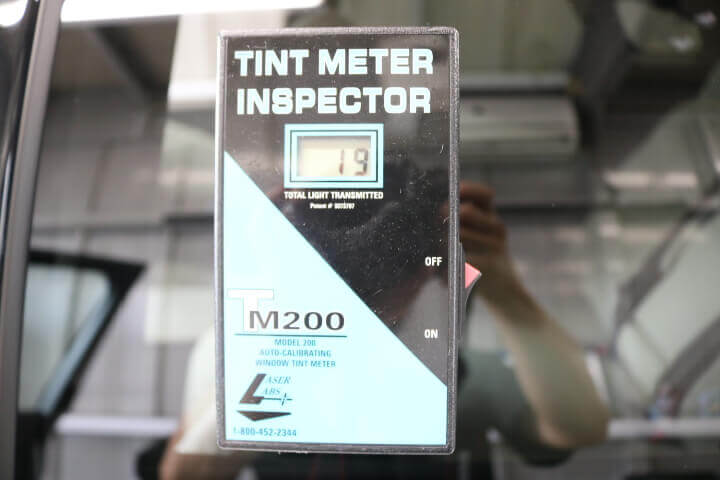 TINT METER
INSPECTOR
19
TOTAL LIGHT TRANSMITTED
OFF
ON
TM200
MODEL 200
AUTO-CALIBRATING
WINDOW TINT METER
LASER
LABS
1-800-452-2344